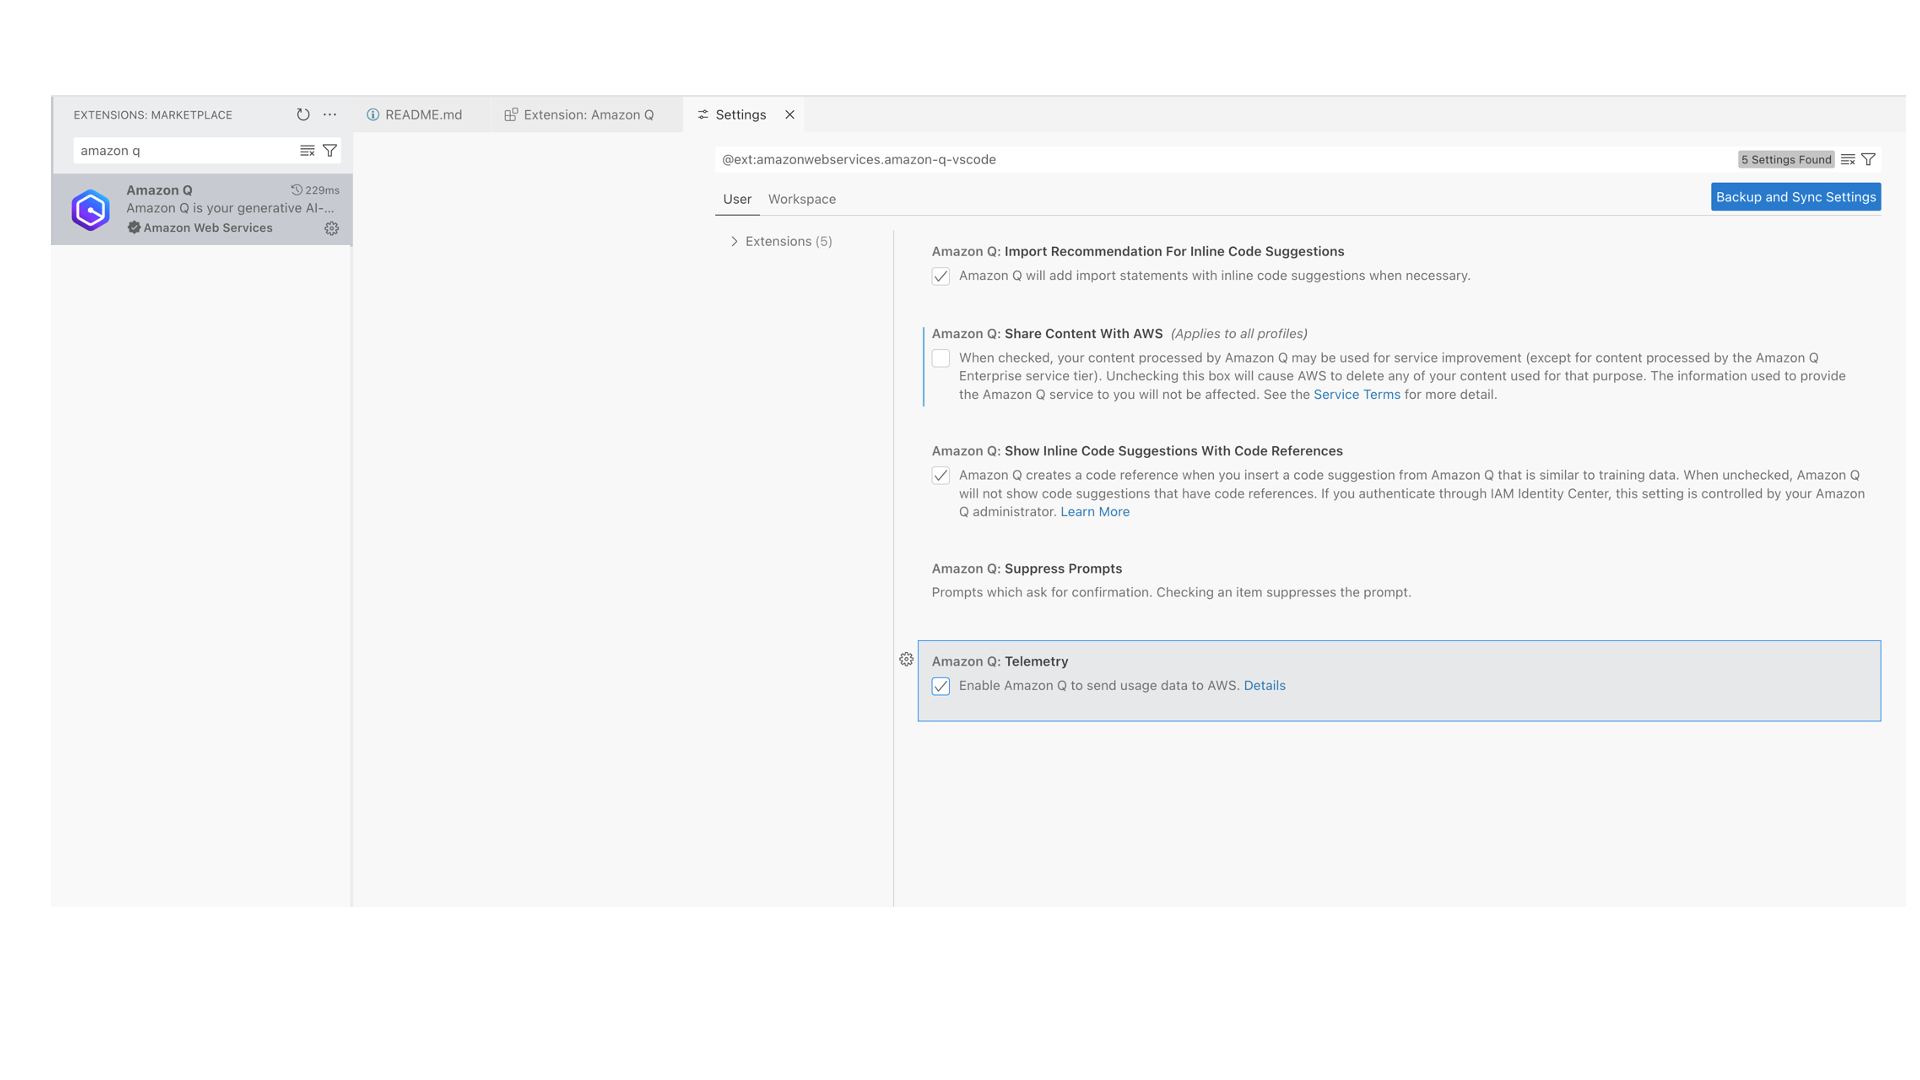 EXTENSIONS: MARKETPLACE
README.md
Extension: Amazon Q
Settings
amazon q
Amazon Q
229ms
Amazon Q is your generative AI-...
Amazon Web Services
@ext:amazonwebservices.amazon-q-vscode
5 Settings Found
User
Workspace
Backup and Sync Settings
Extensions (5)
Amazon Q: Import Recommendation For Inline Code Suggestions
Amazon Q will add import statements with inline code suggestions when necessary.
Amazon Q: Share Content With AWS (Applies to all profiles)
When checked, your content processed by Amazon Q may be used for service improvement (except for content processed by the Amazon Q
Enterprise service tier). Unchecking this box will cause AWS to delete any of your content used for that purpose. The information used to provide
the Amazon Q service to you will not be affected. See the Service Terms for more detail.
Amazon Q: Show Inline Code Suggestions With Code References
Amazon Q creates a code reference when you insert a code suggestion from Amazon Q that is similar to training data. When unchecked, Amazon Q
will not show code suggestions that have code references. If you authenticate through IAM Identity Center, this setting is controlled by your Amazon
Q administrator. Learn More
Amazon Q: Suppress Prompts
Prompts which ask for confirmation. Checking an item suppresses the prompt.
Amazon Q: Telemetry
Enable Amazon Q to send usage data to AWS. Details